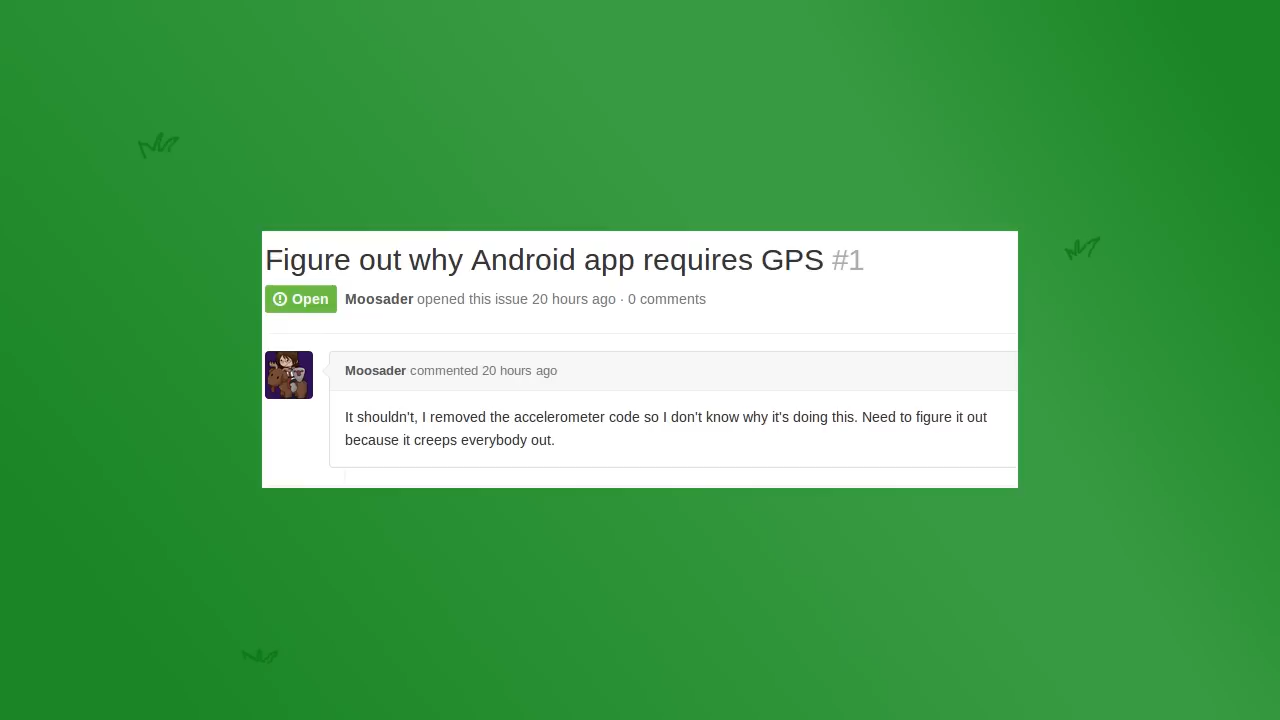 Figure out why Android app requires GPS #1
Open Moosader opened this issue 20 hours ago · 0 comments
Moosader commented 20 hours ago
It shouldn't, I removed the accelerometer code so I don't know why it's doing this. Need to figure it out
because it creeps everybody out.